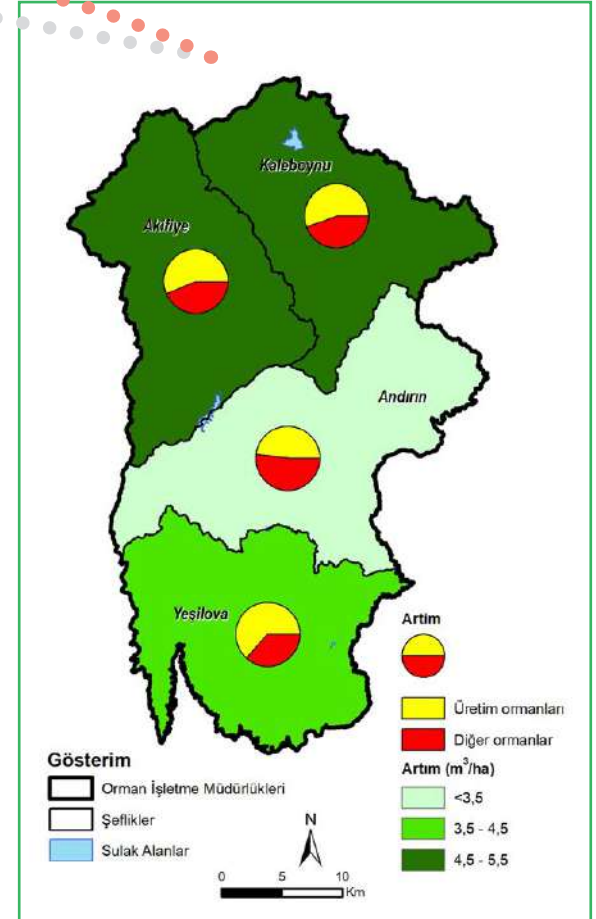 Kaleboynu
Akifiye
Andırın
Yeşilova
Artım
Üretim ormanları
Diğer ormanlar
Artım (m³/ha)
<3,5
3,5 - 4,5
4,5 - 5,5
Gösterim
Orman İşletme Müdürlükleri
Şeflikler
Sulak Alanlar
N
0 5 10
Km